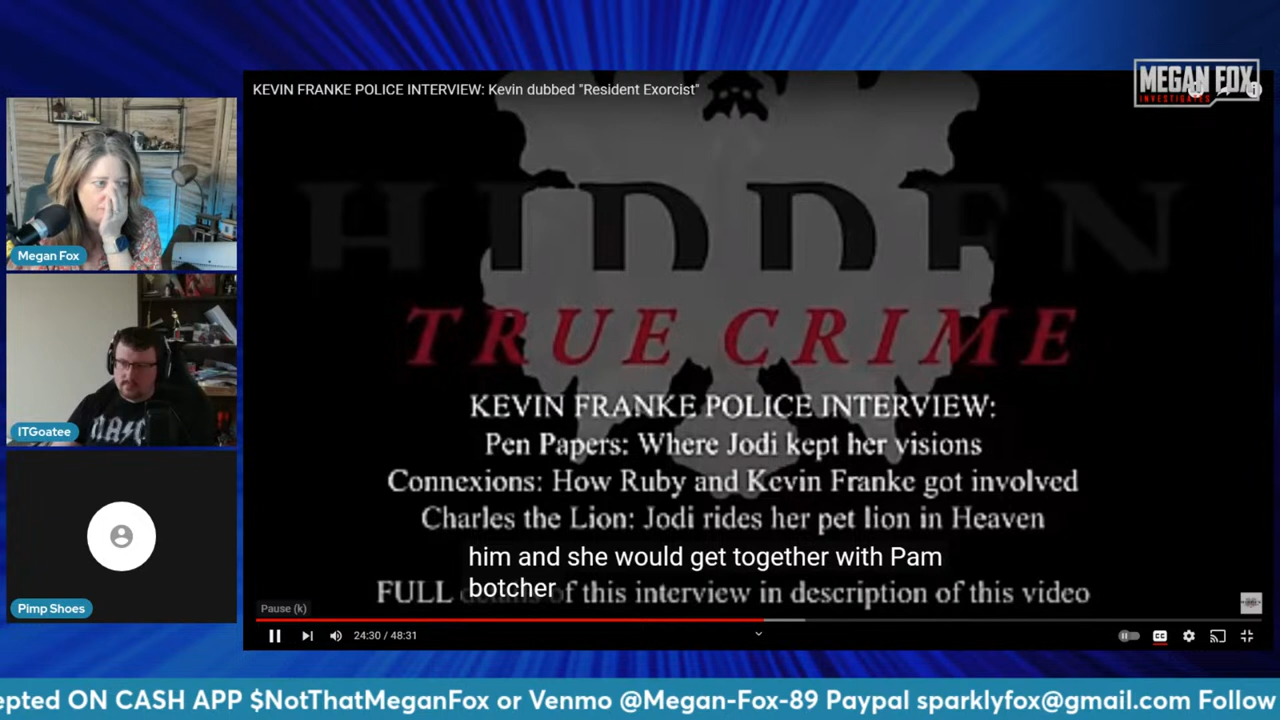 KEVIN FRANKE POLICE INTERVIEW: Kevin dubbed "Resident Exorcist"
MEGAN FOX
INVESTIGATES
Megan Fox
ITGoatee
Pimp Shoes
HIDDEN
TRUE CRIME
KEVIN FRANKE POLICE INTERVIEW:
Pen Papers: Where Jodi kept her visions
Connexions: How Ruby and Kevin Franke got involved
Charles the Lion: Jodi rides her pet lion in Heaven
him and she would get together with Pam
botcher
FULL details of this interview in description of this video
Pause (k)
24:30 / 48:31
CC
epted ON CASH APP $NotThatMeganFox or Venmo @Megan-Fox-89 Paypal sparklyfox@gmail.com Follow